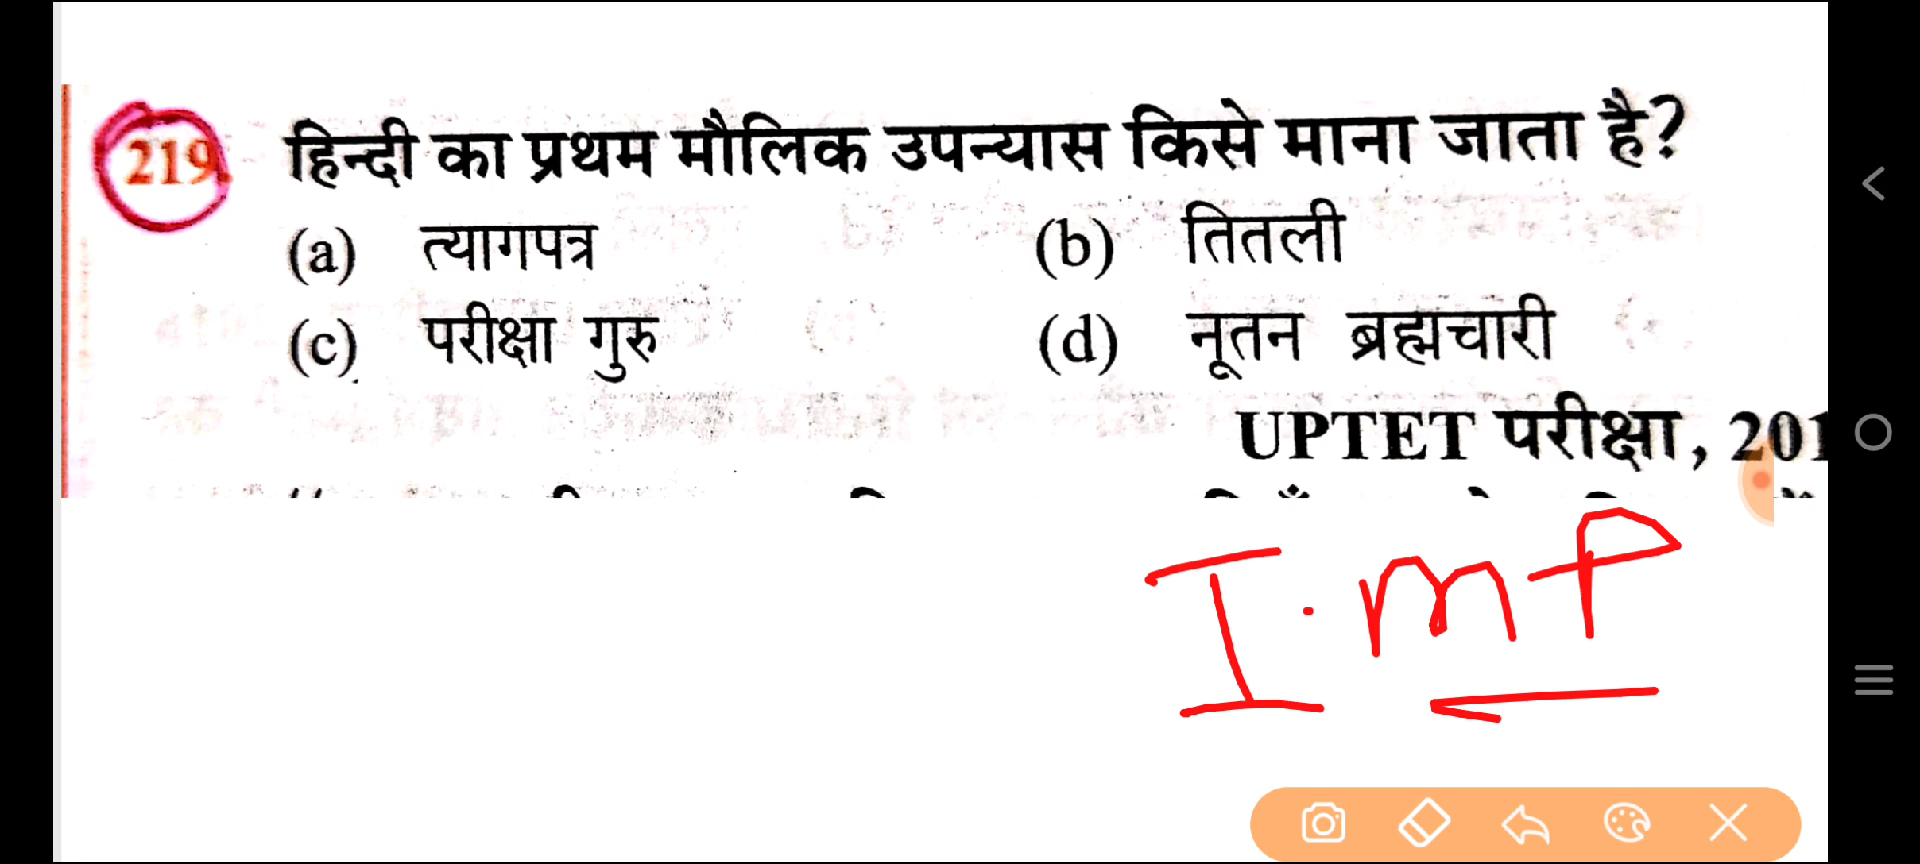 219. हिन्दी का प्रथम मौलिक उपन्यास किसे माना जाता है?
(a) त्यागपत्र (b) तितली
(c) परीक्षा गुरु (d) नूतन ब्रह्मचारी
UPTET परीक्षा, 201
I.mP